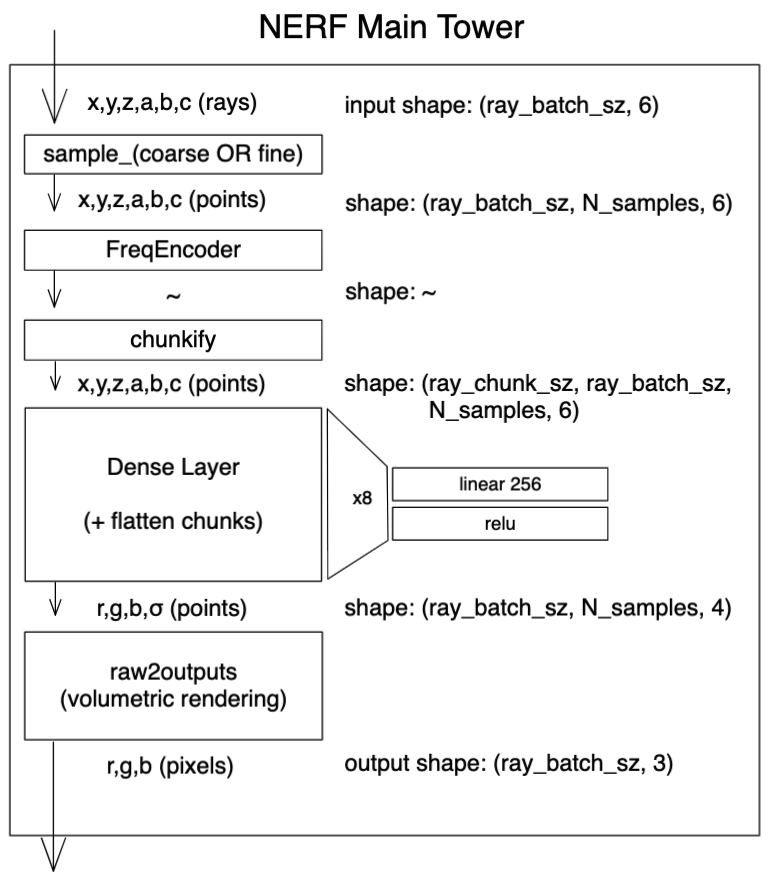 NERF Main Tower
x,y,z,a,b,c (rays)
input shape: (ray_batch_sz, 6)
sample_(coarse OR fine)
x,y,z,a,b,c (points)
shape: (ray_batch_sz, N_samples, 6)
FreqEncoder
~
shape: ~
chunkify
x,y,z,a,b,c (points)
shape: (ray_chunk_sz, ray_batch_sz,
N_samples, 6)
Dense Layer
(+ flatten chunks)
x8
linear 256
relu
r,g,b,σ (points)
shape: (ray_batch_sz, N_samples, 4)
raw2outputs
(volumetric rendering)
r,g,b (pixels)
output shape: (ray_batch_sz, 3)